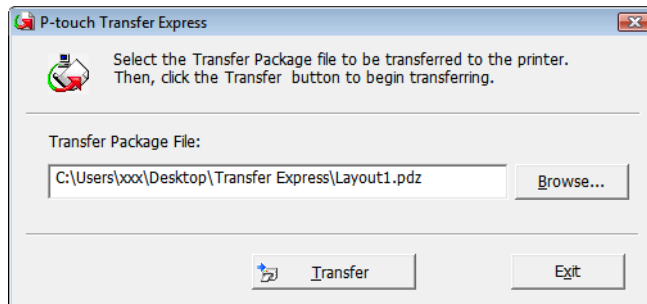 P-touch Transfer Express
Select the Transfer Package file to be transferred to the printer.
Then, click the Transfer button to begin transferring.
Transfer Package File:
C:\Users\xxx\Desktop\Transfer Express\Layout1.pdz
Browse...
Transfer
Exit